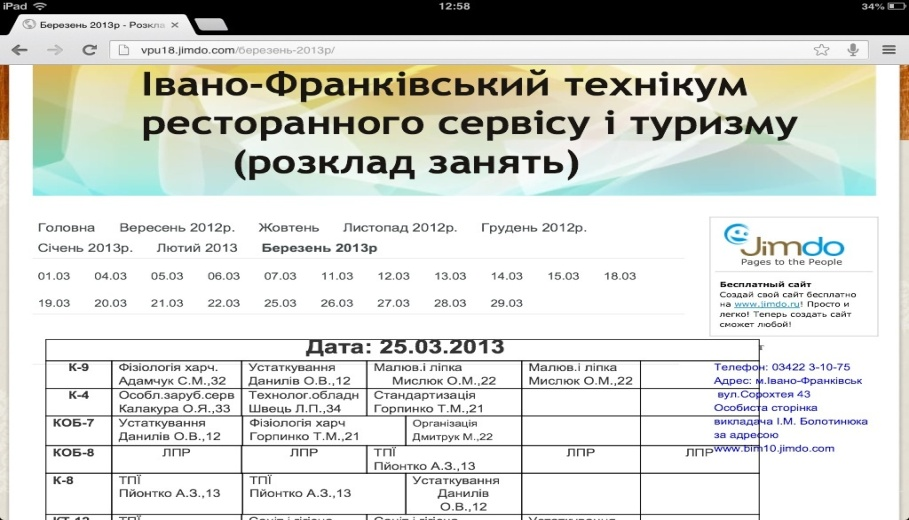 iPad
12:58
34%
Березень 2013р - Розкла
vpu18.jimdo.com/березень-2013р/
Івано-Франківський технікум
ресторанного сервісу і туризму
(розклад занять)
Головна Вересень 2012р. Жовтень Листопад 2012р. Грудень 2012р.
Січень 2013р. Лютий 2013 Березень 2013р
01.03 04.03 05.03 06.03 07.03 11.03 12.03 13.03 14.03 15.03 18.03
19.03 20.03 21.03 22.03 25.03 26.03 27.03 28.03 29.03
Jimdo
Pages to the People
Бесплатный сайт
Создай свой сайт бесплатно
на www.jimdo.ru! Просто и
легко! Теперь создать сайт
сможет любой!
Телефон: 03422 3-10-75
Адрес: м.Івано-Франківськ
вул.Сорохтея 43
Особиста сторінка
викладача І.М. Болотинюка
за адресою
www.bim10.jimdo.com
Дата: 25.03.2013
К-9 Фізіологія харч. Устаткування Малюв.і ліпка Малюв.і ліпка
Адамчук С.М.,32 Данилів О.В.,12 Мислюк О.М.,22 Мислюк О.М.,22
К-4 Особл.заруб.серв Технолог.обладн Стандартизація
Калакура О.Я.,33 Швець Л.П.,34 Горпинко Т.М.,21
КОБ-7 Устаткування Фізіологія харч Організація
Данилів О.В.,12 Горпинко Т.М.,21 Дмитрук М.,22
КОБ-8 ЛПР ЛПР ТПЇ ЛПР ЛПР
Пйонтко А.З.,13
К-8 ТПЇ ТПЇ Устаткування
Пйонтко А.З.,13 Пйонтко А.З.,13 Данилів
О.В.,12